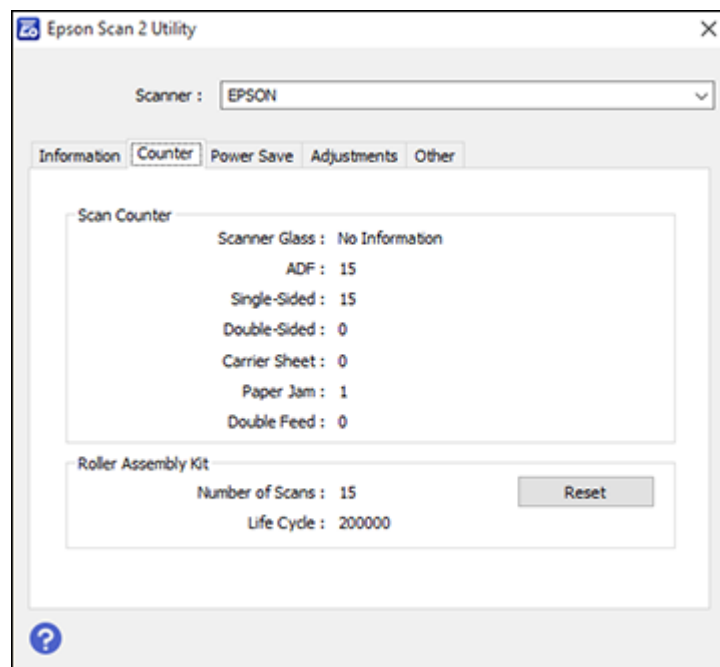 Epson Scan 2 Utility
Scanner : EPSON
Information Counter Power Save Adjustments Other
Scan Counter
Scanner Glass : No Information
ADF : 15
Single-Sided : 15
Double-Sided : 0
Carrier Sheet : 0
Paper Jam : 1
Double Feed : 0
Roller Assembly Kit
Number of Scans : 15 Reset
Life Cycle : 200000
?